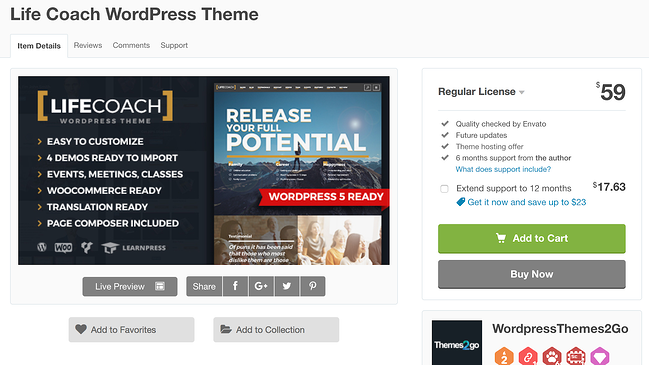 Life Coach WordPress Theme
Item Details
Reviews
Comments
Support
[LIFECOACH]
WORDPRESS THEME
EASY TO CUSTOMIZE
4 DEMOS READY TO IMPORT
EVENTS, MEETINGS, CLASSES
WOOCOMMERCE READY
TRANSLATION READY
PAGE COMPOSER INCLUDED
WOO
LEARNPRESS
[LIFECOACH]
RELEASE
YOUR FULL
POTENTIAL
Family
Career
Happiness
WORDPRESS 5 READY
Testimonial
Of puns it has been said
that those who most
dislike them are those
Live Preview
Share
f
G+
Add to Favorites
Add to Collection
Regular License
$59
Quality checked by Envato
Future updates
Theme hosting offer
6 months support from the author
What does support include?
Extend support to 12 months
$17.63
Get it now and save up to $23
Add to Cart
Buy Now
Themes2go
WordpressThemes2Go
2